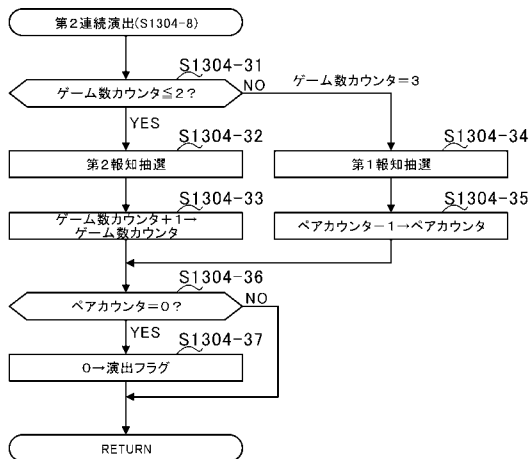 第2連続演出(S1304-8)
S1304-31
ゲーム数カウンタ≦2?
NO
ゲーム数カウンタ=3
YES
S1304-32
第2報知抽選
S1304-34
第1報知抽選
S1304-33
ゲーム数カウンタ+1→
ゲーム数カウンタ
S1304-35
ペアカウンタ-1→ペアカウンタ
S1304-36
ペアカウンタ=0?
NO
YES
S1304-37
0→演出フラグ
RETURN